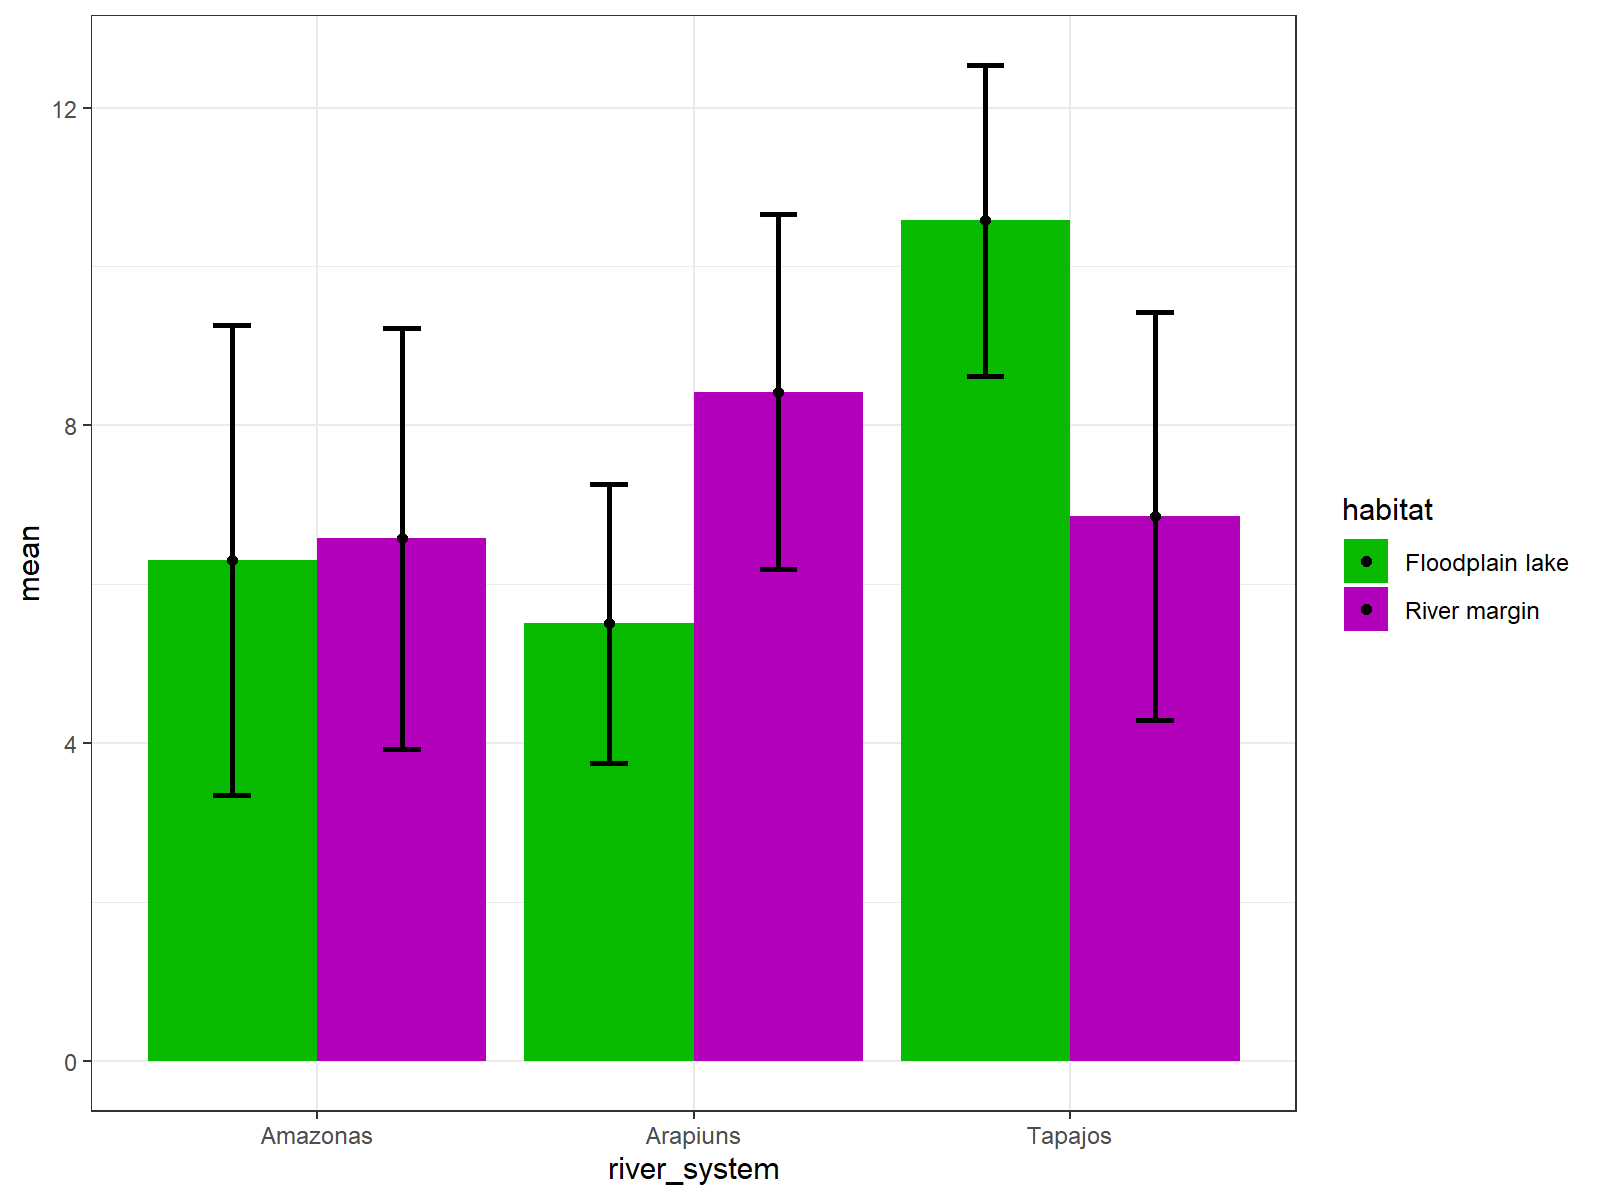 mean
12
8
4
0
Amazonas
Arapiuns
Tapajos
river_system
habitat
Floodplain lake
River margin